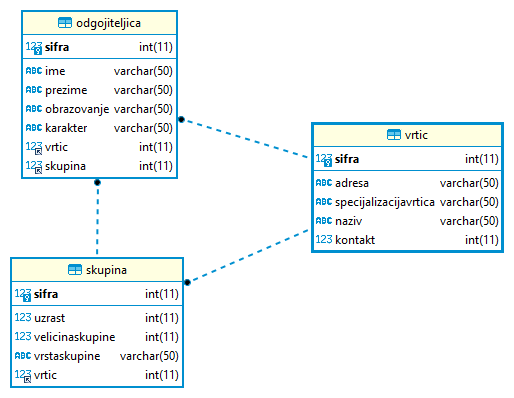 odgojiteljica
123 sifra int(11)
ABC ime varchar(50)
ABC prezime varchar(50)
ABC obrazovanje varchar(50)
ABC karakter varchar(50)
123 vrtic int(11)
123 skupina int(11)
vrtic
123 sifra int(11)
ABC adresa varchar(50)
ABC specijalizacijavrtica varchar(50)
ABC naziv varchar(50)
123 kontakt int(11)
skupina
123 sifra int(11)
123 uzrast int(11)
123 velicinaskupine int(11)
ABC vrstaskupine varchar(50)
123 vrtic int(11)